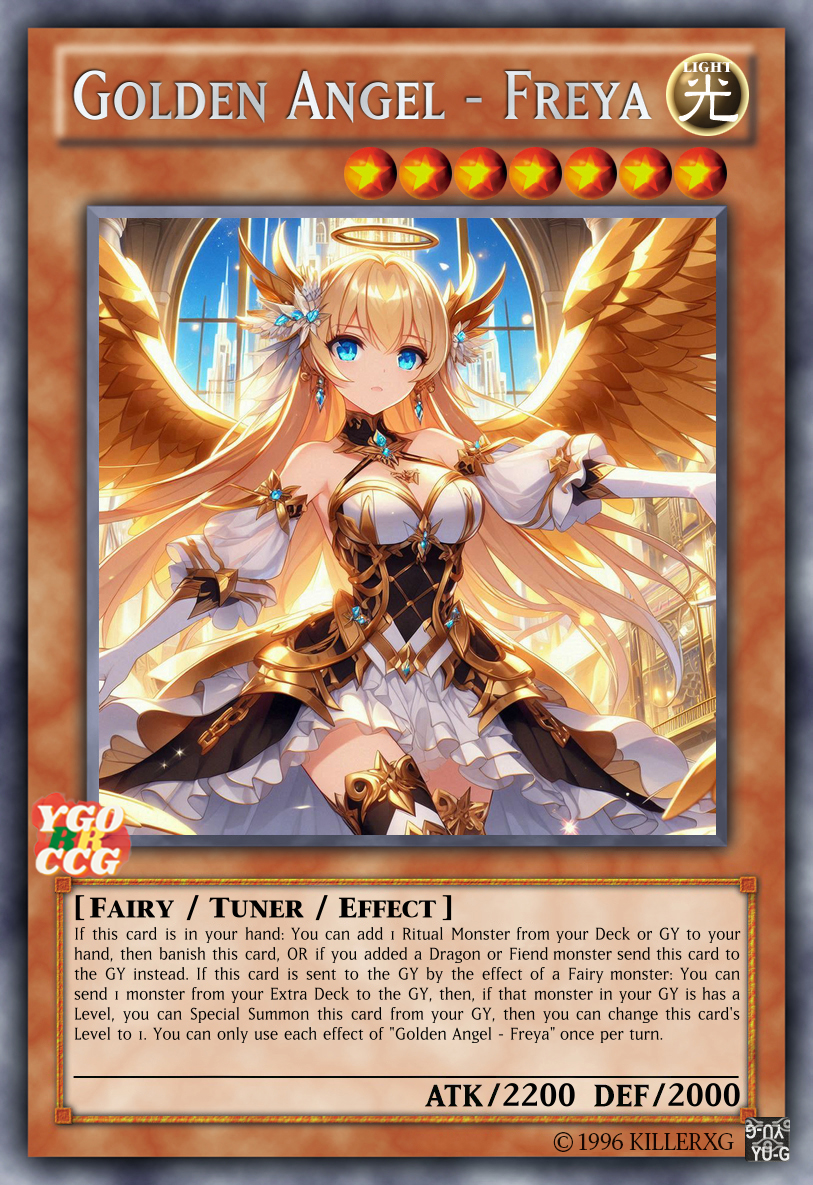 Golden Angel - Freya
LIGHT
光
YGO
BR
CCG
[ Fairy / Tuner / Effect ]
If this card is in your hand: You can add 1 Ritual Monster from your Deck or GY to your
hand, then banish this card, OR if you added a Dragon or Fiend monster send this card to
the GY instead. If this card is sent to the GY by the effect of a Fairy monster: You can
send 1 monster from your Extra Deck to the GY, then, if that monster in your GY is has a
Level, you can Special Summon this card from your GY, then you can change this card's
Level to 1. You can only use each effect of "Golden Angel - Freya" once per turn.
ATK/2200 DEF/2000
© 1996 KILLERXG
YU-G